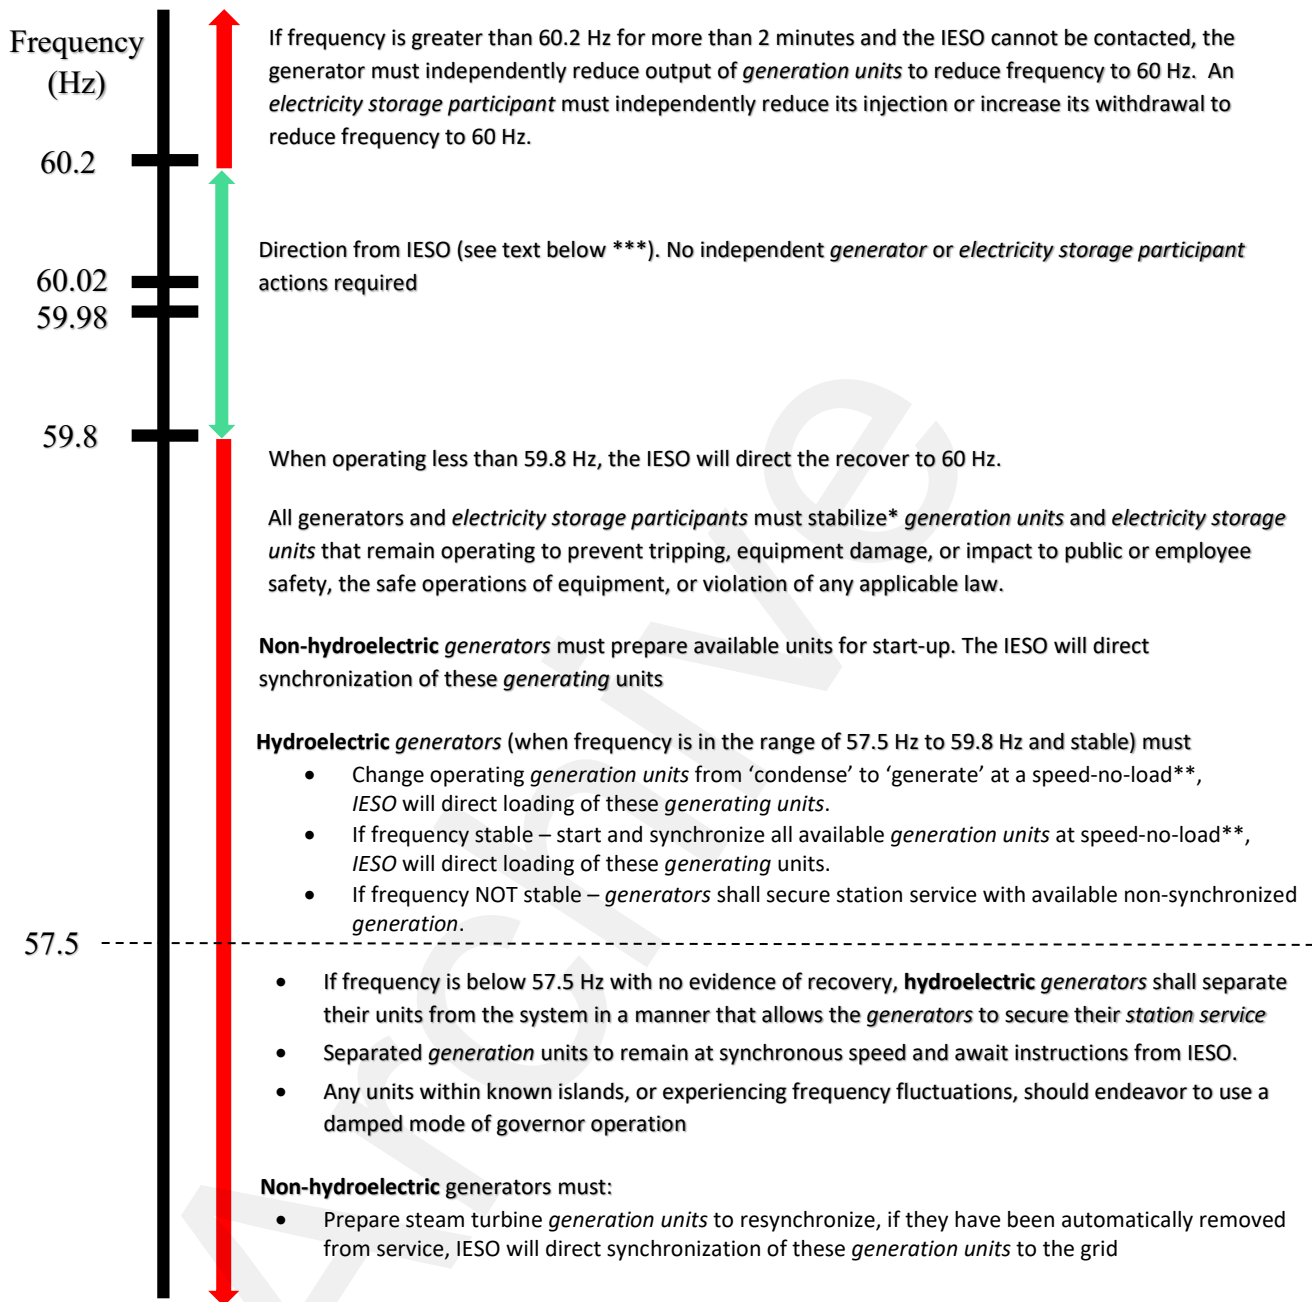 Frequency
(Hz)
If frequency is greater than 60.2 Hz for more than 2 minutes and the IESO cannot be contacted, the
generator must independently reduce output of generation units to reduce frequency to 60 Hz. An
electricity storage participant must independently reduce its injection or increase its withdrawal to
reduce frequency to 60 Hz.
60.2
Direction from IESO (see text below ***). No independent generator or electricity storage participant
actions required
60.02
59.98
59.8
When operating less than 59.8 Hz, the IESO will direct the recover to 60 Hz.
All generators and electricity storage participants must stabilize* generation units and electricity storage
units that remain operating to prevent tripping, equipment damage, or impact to public or employee
safety, the safe operations of equipment, or violation of any applicable law.
Non-hydroelectric generators must prepare available units for start-up. The IESO will direct
synchronization of these generating units
Hydroelectric generators (when frequency is in the range of 57.5 Hz to 59.8 Hz and stable) must
• Change operating generation units from ‘condense’ to ‘generate’ at a speed-no-load**,
IESO will direct loading of these generating units.
• If frequency stable – start and synchronize all available generation units at speed-no-load**,
IESO will direct loading of these generating units.
• If frequency NOT stable – generators shall secure station service with available non-synchronized
generation.
57.5
• If frequency is below 57.5 Hz with no evidence of recovery, hydroelectric generators shall separate
their units from the system in a manner that allows the generators to secure their station service
• Separated generation units to remain at synchronous speed and await instructions from IESO.
• Any units within known islands, or experiencing frequency fluctuations, should endeavor to use a
damped mode of governor operation
Non-hydroelectric generators must:
• Prepare steam turbine generation units to resynchronize, if they have been automatically removed
from service, IESO will direct synchronization of these generation units to the grid
Archive